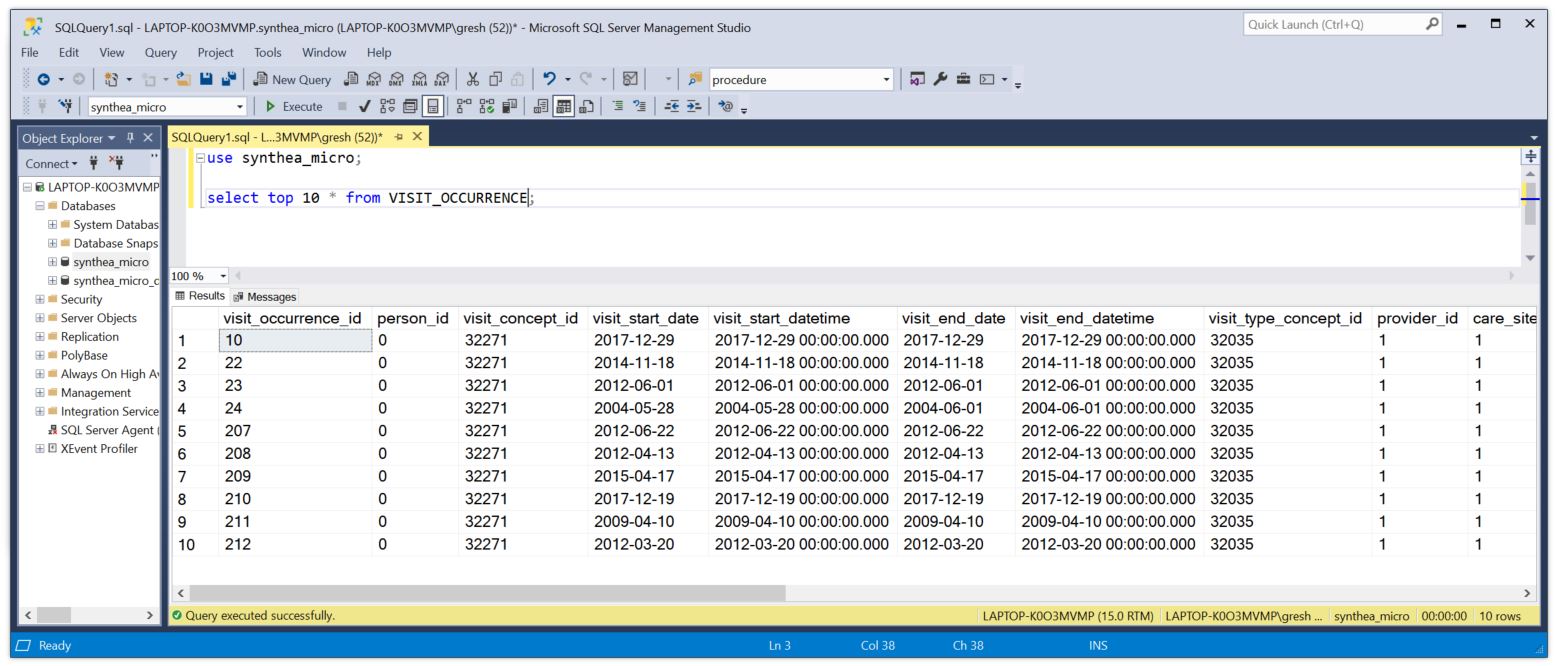 SQLQuery1.sql - LAPTOP-K0O3MVMP.synthea_micro (LAPTOP-K0O3MVMP\gresh (52))* - Microsoft SQL Server Management Studio
Quick Launch (Ctrl+Q)
File Edit View Query Project Tools Window Help
New Query MDX DMX XMLA DAX procedure
synthea_micro Execute
Object Explorer
SQLQuery1.sql - L...3MVMP\gresh (52))*
Connect
LAPTOP-K0O3MVMP
Databases
System Databas
Database Snaps
synthea_micro
synthea_micro_c
Security
Server Objects
Replication
PolyBase
Always On High Av
Management
Integration Service
SQL Server Agent (
XEvent Profiler
use synthea_micro;
select top 10 * from VISIT_OCCURRENCE;
100 %
Results Messages
visit_occurrence_id person_id visit_concept_id visit_start_date visit_start_datetime visit_end_date visit_end_datetime visit_type_concept_id provider_id care_site
1 10 0 32271 2017-12-29 2017-12-29 00:00:00.000 2017-12-29 2017-12-29 00:00:00.000 32035 1 1
2 22 0 32271 2014-11-18 2014-11-18 00:00:00.000 2014-11-18 2014-11-18 00:00:00.000 32035 1 1
3 23 0 32271 2012-06-01 2012-06-01 00:00:00.000 2012-06-01 2012-06-01 00:00:00.000 32035 1 1
4 24 0 32271 2004-05-28 2004-05-28 00:00:00.000 2004-06-01 2004-06-01 00:00:00.000 32035 1 1
5 207 0 32271 2012-06-22 2012-06-22 00:00:00.000 2012-06-22 2012-06-22 00:00:00.000 32035 1 1
6 208 0 32271 2012-04-13 2012-04-13 00:00:00.000 2012-04-13 2012-04-13 00:00:00.000 32035 1 1
7 209 0 32271 2015-04-17 2015-04-17 00:00:00.000 2015-04-17 2015-04-17 00:00:00.000 32035 1 1
8 210 0 32271 2017-12-19 2017-12-19 00:00:00.000 2017-12-19 2017-12-19 00:00:00.000 32035 1 1
9 211 0 32271 2009-04-10 2009-04-10 00:00:00.000 2009-04-10 2009-04-10 00:00:00.000 32035 1 1
10 212 0 32271 2012-03-20 2012-03-20 00:00:00.000 2012-03-20 2012-03-20 00:00:00.000 32035 1 1
Query executed successfully. LAPTOP-K0O3MVMP (15.0 RTM) LAPTOP-K0O3MVMP\gresh ... synthea_micro 00:00:00 10 rows
Ready Ln 3 Col 38 Ch 38 INS